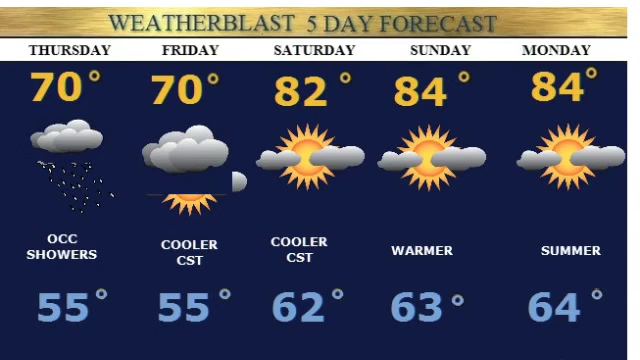 WEATHERBLAST 5 DAY FORECAST
THURSDAY FRIDAY SATURDAY SUNDAY MONDAY
70° 70° 82° 84° 84°
OCC SHOWERS
COOLER CST
COOLER CST
WARMER
SUMMER
55° 55° 62° 63° 64°